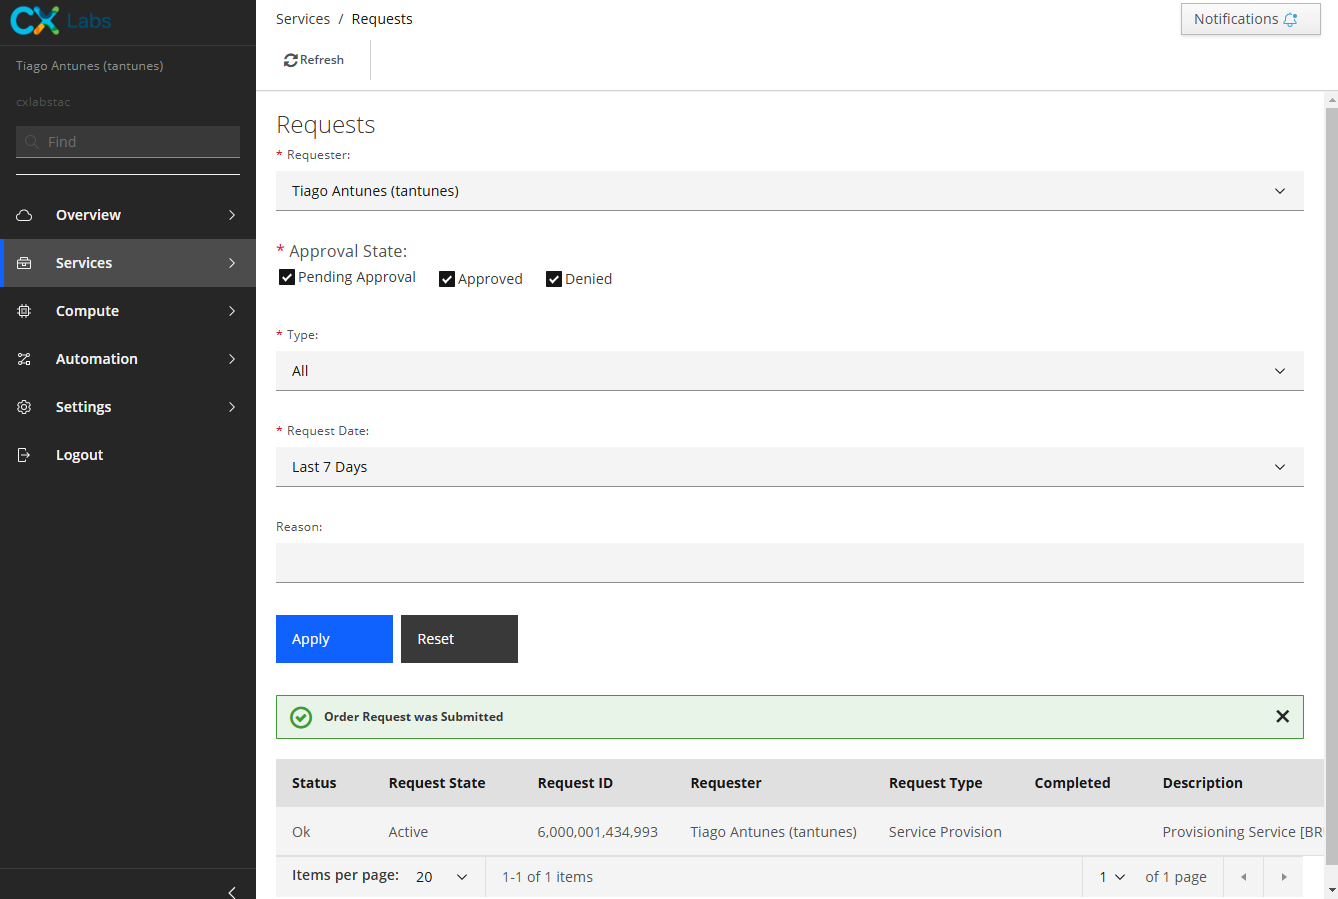 CX Labs
Services / Requests
Notifications
Tiago Antunes (tantunes)
Refresh
cxlabstac
Find
Overview
Services
Compute
Automation
Settings
Logout
Requests
* Requester:
Tiago Antunes (tantunes)
* Approval State:
Pending Approval Approved Denied
* Type:
All
* Request Date:
Last 7 Days
Reason:
Apply Reset
Order Request was Submitted
Status Request State Request ID Requester Request Type Completed Description
Ok Active 6,000,001,434,993 Tiago Antunes (tantunes) Service Provision Provisioning Service [BR
Items per page: 20 1-1 of 1 items 1 of 1 page